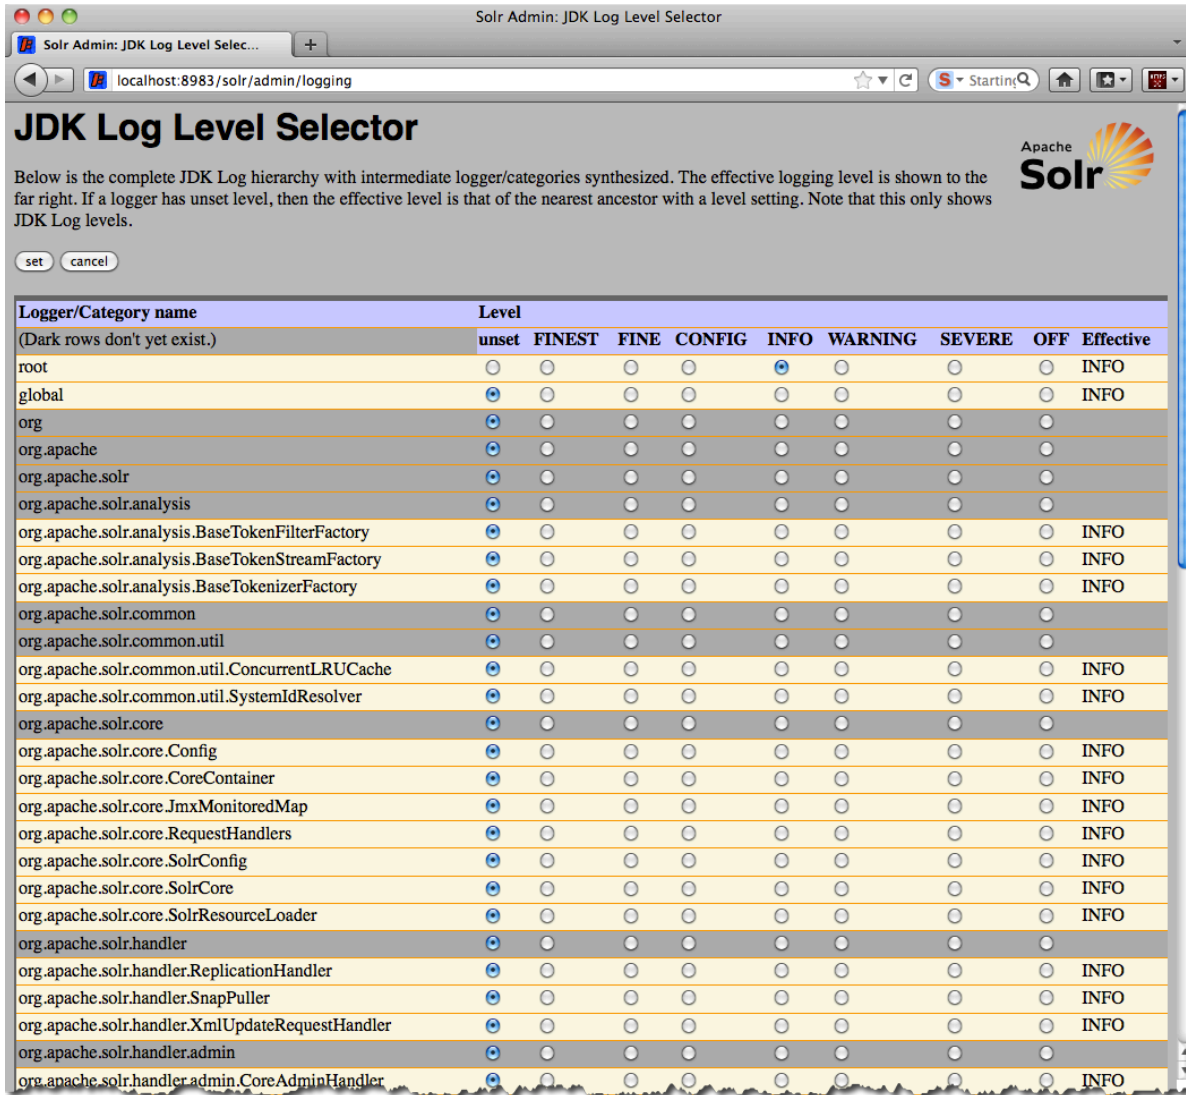 Solr Admin: JDK Log Level Selector
Solr Admin: JDK Log Level Selec...
localhost:8983/solr/admin/logging
Starting
JDK Log Level Selector
Apache
Solr
Below is the complete JDK Log hierarchy with intermediate logger/categories synthesized. The effective logging level is shown to the
far right. If a logger has unset level, then the effective level is that of the nearest ancestor with a level setting. Note that this only shows
JDK Log levels.
set cancel
Logger/Category name Level
(Dark rows don't yet exist.) unset FINEST FINE CONFIG INFO WARNING SEVERE OFF Effective
root INFO
global INFO
org
org.apache
org.apache.solr
org.apache.solr.analysis
org.apache.solr.analysis.BaseTokenFilterFactory INFO
org.apache.solr.analysis.BaseTokenStreamFactory INFO
org.apache.solr.analysis.BaseTokenizerFactory INFO
org.apache.solr.common
org.apache.solr.common.util
org.apache.solr.common.util.ConcurrentLRUCache INFO
org.apache.solr.common.util.SystemIdResolver INFO
org.apache.solr.core
org.apache.solr.core.Config INFO
org.apache.solr.core.CoreContainer INFO
org.apache.solr.core.JmxMonitoredMap INFO
org.apache.solr.core.RequestHandlers INFO
org.apache.solr.core.SolrConfig INFO
org.apache.solr.core.SolrCore INFO
org.apache.solr.core.SolrResourceLoader INFO
org.apache.solr.handler
org.apache.solr.handler.ReplicationHandler INFO
org.apache.solr.handler.SnapPuller INFO
org.apache.solr.handler.XmlUpdateRequestHandler INFO
org.apache.solr.handler.admin
org.apache.solr.handler.admin.CoreAdminHandler INFO